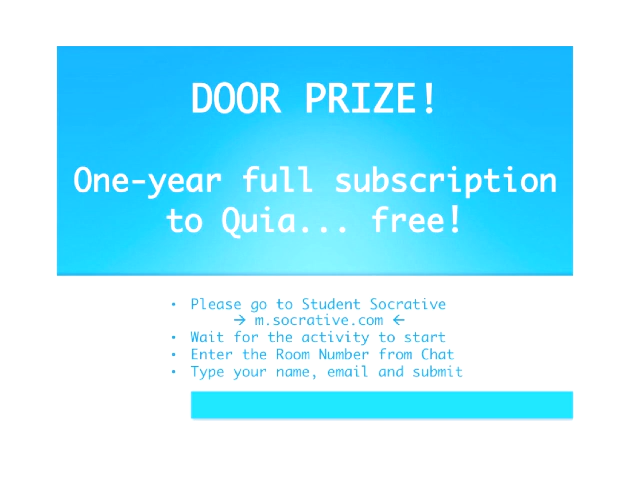 DOOR PRIZE!
One-year full subscription
to Quia... free!
• Please go to Student Socrative
→ m.socrative.com ←
• Wait for the activity to start
• Enter the Room Number from Chat
• Type your name, email and submit